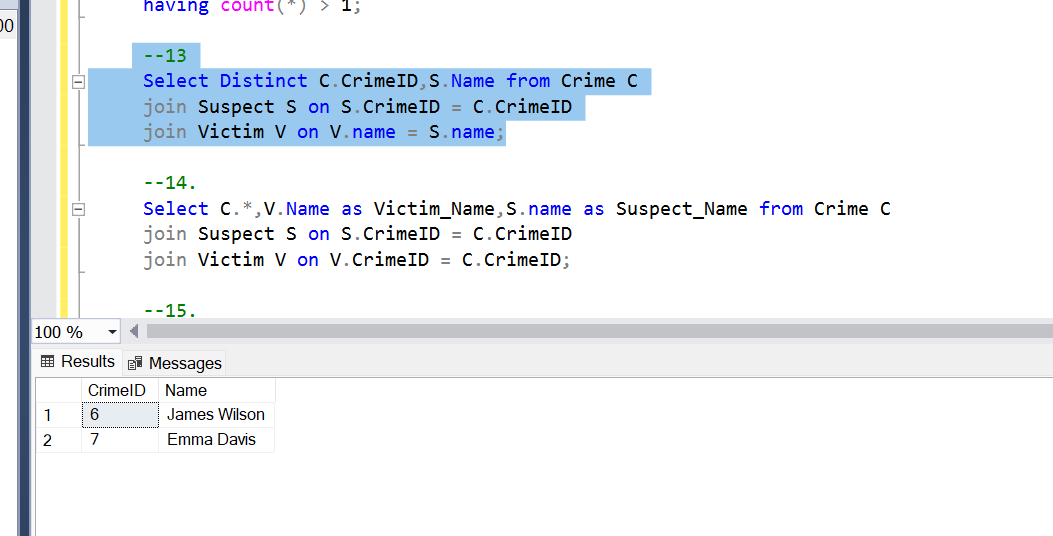 having count(*) > 1;
00
--13
Select Distinct C.CrimeID,S.Name from Crime C
join Suspect S on S.CrimeID = C.CrimeID
join Victim V on V.name = S.name;
--14.
Select C.*,V.Name as Victim_Name,S.name as Suspect_Name from Crime C
join Suspect S on S.CrimeID = C.CrimeID
join Victim V on V.CrimeID = C.CrimeID;
--15.
100 %
Results Messages
CrimeID Name
1 6 James Wilson
2 7 Emma Davis